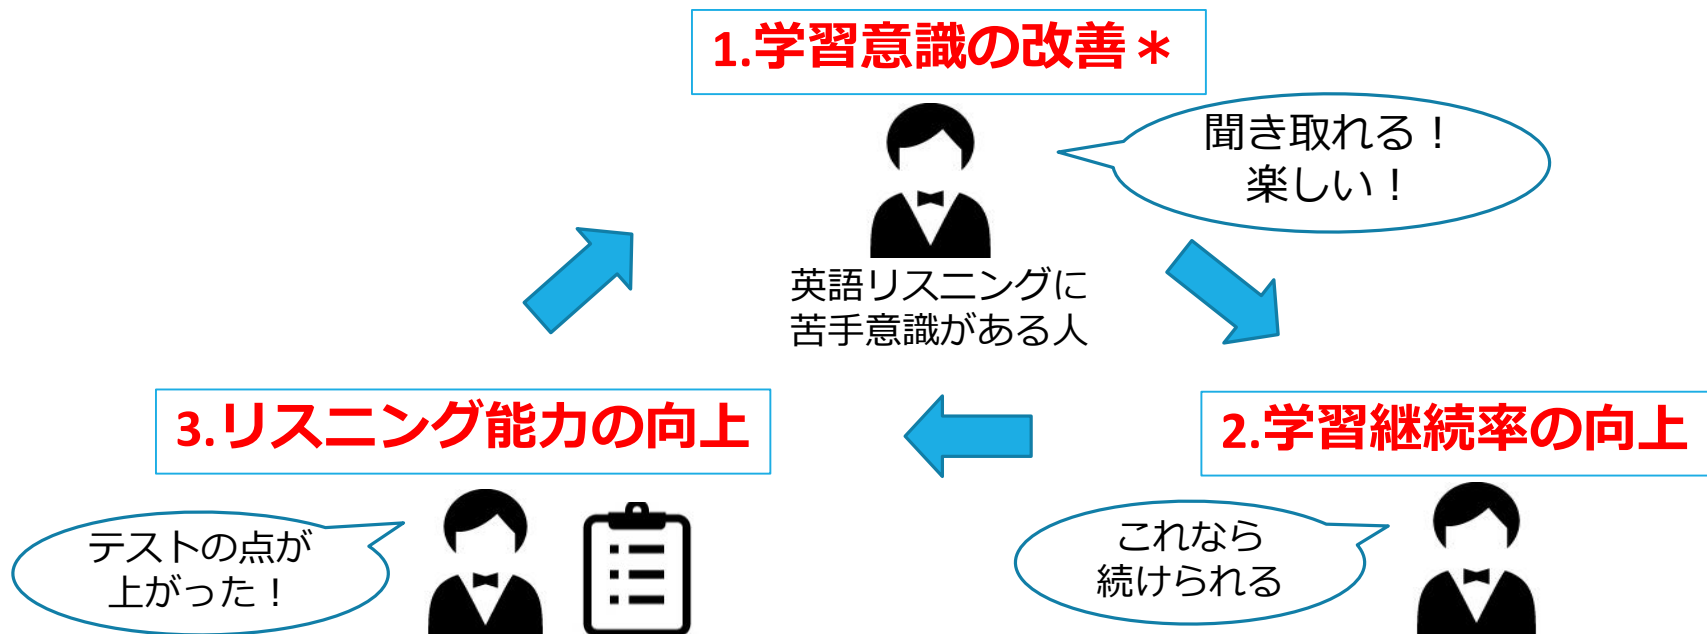 1.学習意識の改善＊
聞き取れる！
楽しい！
英語リスニングに
苦手意識がある人
3.リスニング能力の向上
2.学習継続率の向上
テストの点が
上がった！
これなら
続けられる